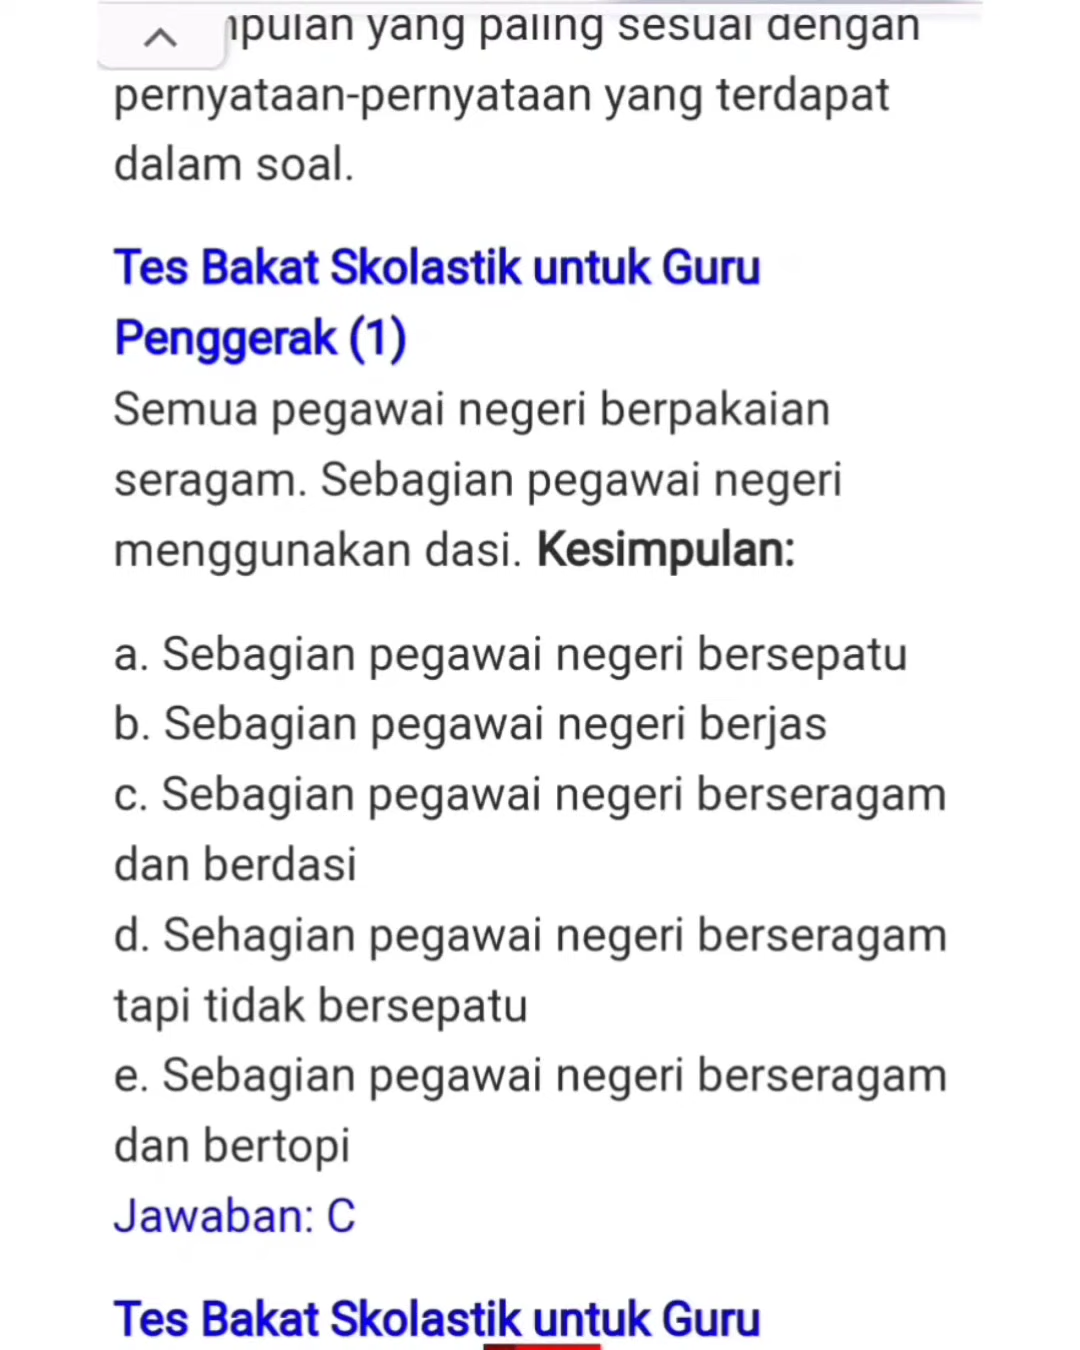 yang paling sesuai dengan
pernyataan-pernyataan yang terdapat
dalam soal.
Tes Bakat Skolastik untuk Guru
Penggerak (1)
Semua pegawai negeri berpakaian
seragam. Sebagian pegawai negeri
menggunakan dasi. Kesimpulan:
a. Sebagian pegawai negeri bersepatu
b. Sebagian pegawai negeri berjas
c. Sebagian pegawai negeri berseragam
dan berdasi
d. Sehagian pegawai negeri berseragam
tapi tidak bersepatu
e. Sebagian pegawai negeri berseragam
dan bertopi
Jawaban: C
Tes Bakat Skolastik untuk Guru